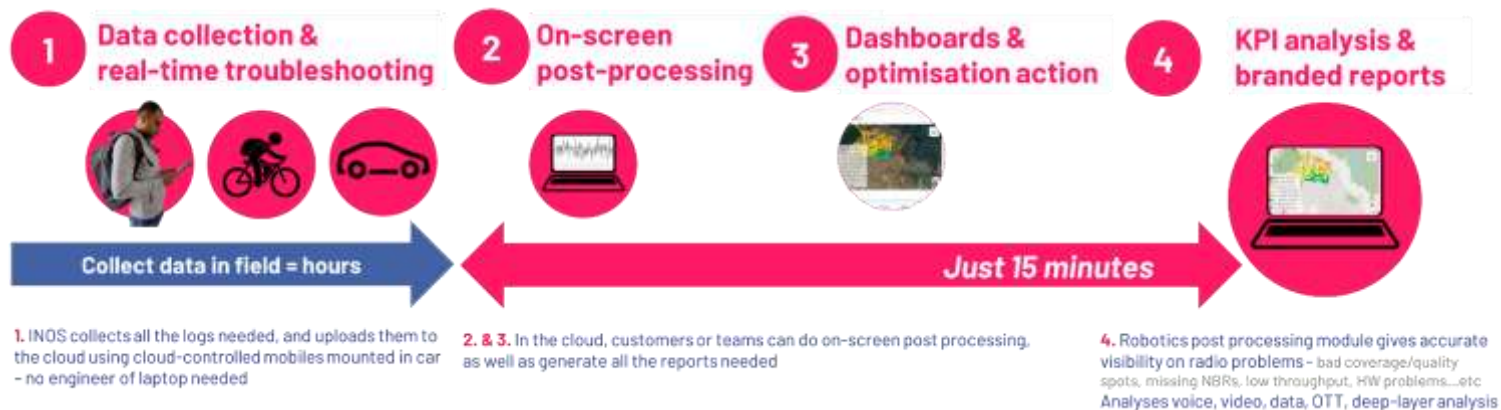 1
Data collection &
real-time troubleshooting
2
On-screen
post-processing
3
Dashboards &
optimisation action
4
KPI analysis &
branded reports
Collect data in field = hours
Just 15 minutes
1. INOS collects all the logs needed, and uploads them to
the cloud using cloud-controlled mobiles mounted in car
– no engineer of laptop needed
2. & 3. In the cloud, customers or teams can do on-screen post processing,
as well as generate all the reports needed
4. Robotics post processing module gives accurate
visibility on radio problems – bad coverage/quality
spots, missing NBRs, low throughput, HW problems...etc
Analyses voice, video, data, OTT, deep-layer analysis